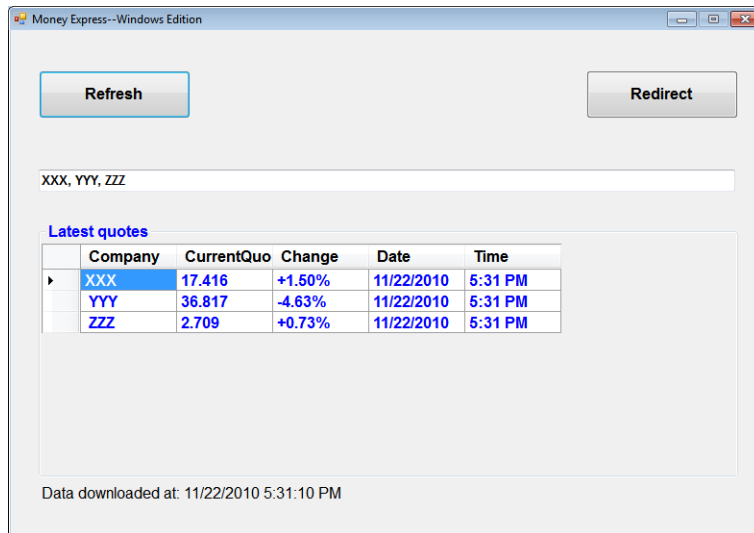 Money Express--Windows Edition
Refresh Redirect
XXX, YYY, ZZZ
Latest quotes
Company CurrentQuo Change Date Time
XXX 17.416 +1.50% 11/22/2010 5:31 PM
YYY 36.817 -4.63% 11/22/2010 5:31 PM
ZZZ 2.709 +0.73% 11/22/2010 5:31 PM
Data downloaded at: 11/22/2010 5:31:10 PM